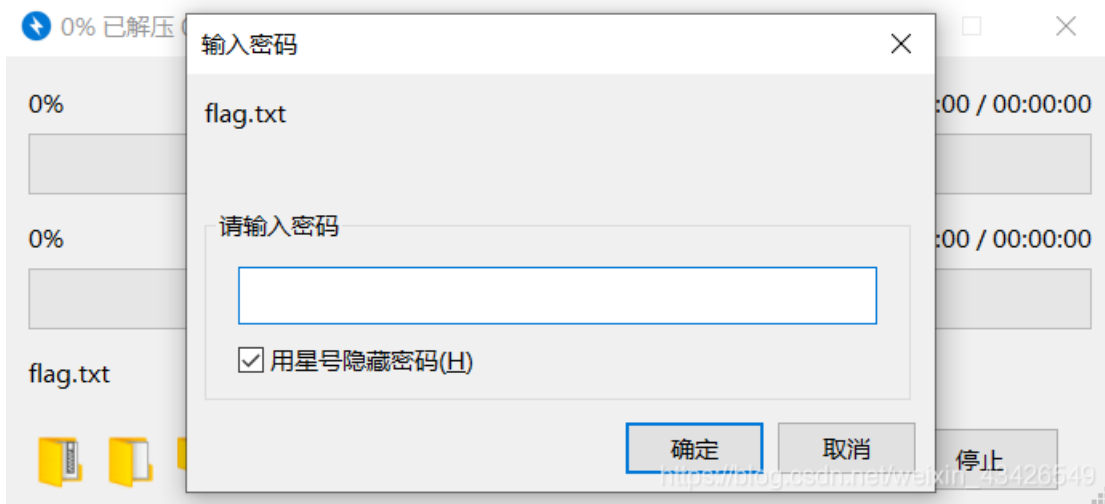 0% 已解压 (
输入密码
flag.txt
0%
:00 / 00:00:00
请输入密码
0%
:00 / 00:00:00
用星号隐藏密码(H)
flag.txt
确定
取消
停止
https://blog.csdn.net/weixin_43426549